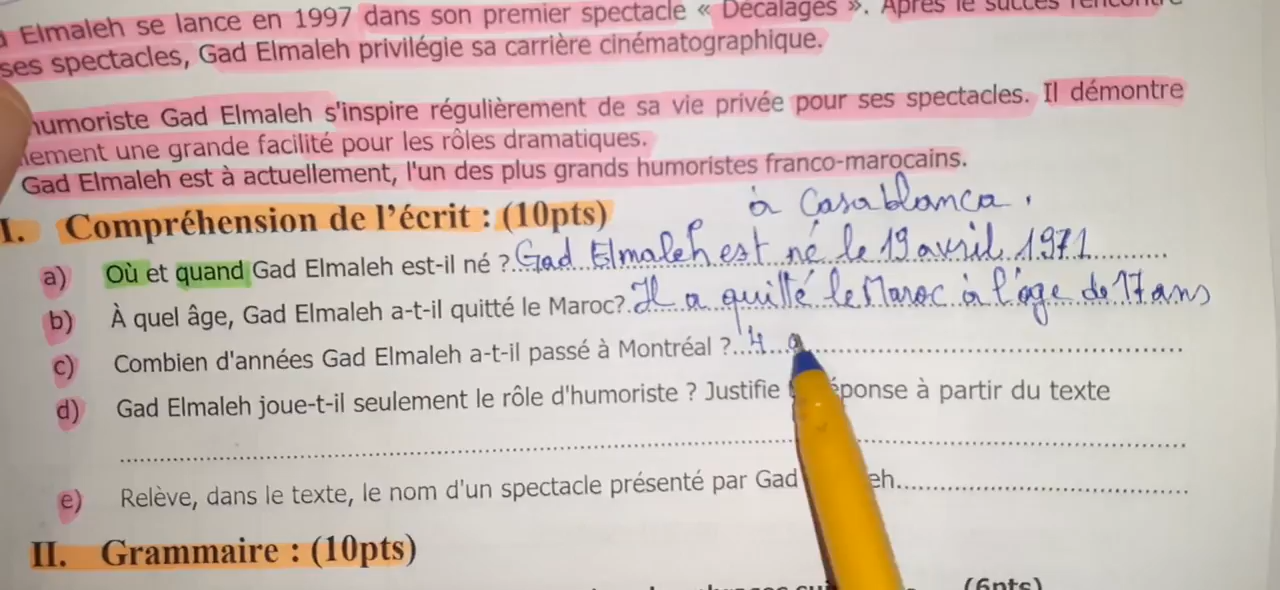 Elmaleh se lance en 1997 dans son premier spectacle « Décalages ». Après le succès rencontré
ses spectacles, Gad Elmaleh privilégie sa carrière cinématographique.
humoriste Gad Elmaleh s'inspire régulièrement de sa vie privée pour ses spectacles. Il démontre
lement une grande facilité pour les rôles dramatiques.
Gad Elmaleh est à actuellement, l'un des plus grands humoristes franco-marocains.
à Casablanca.
I. Compréhension de l'écrit : (10pts)
a) Où et quand Gad Elmaleh est-il né ?..Gad Elmaleh est né le 19 avril 1971..........
b) À quel âge, Gad Elmaleh a-t-il quitté le Maroc?.Il a quitté le Maroc à l'âge de 17 ans
c) Combien d'années Gad Elmaleh a-t-il passé à Montréal ?...4 a..........
d) Gad Elmaleh joue-t-il seulement le rôle d'humoriste ? Justifie éponse à partir du texte
..........
e) Relève, dans le texte, le nom d'un spectacle présenté par Gad eh..........
II. Grammaire : (10pts)
(6pts)